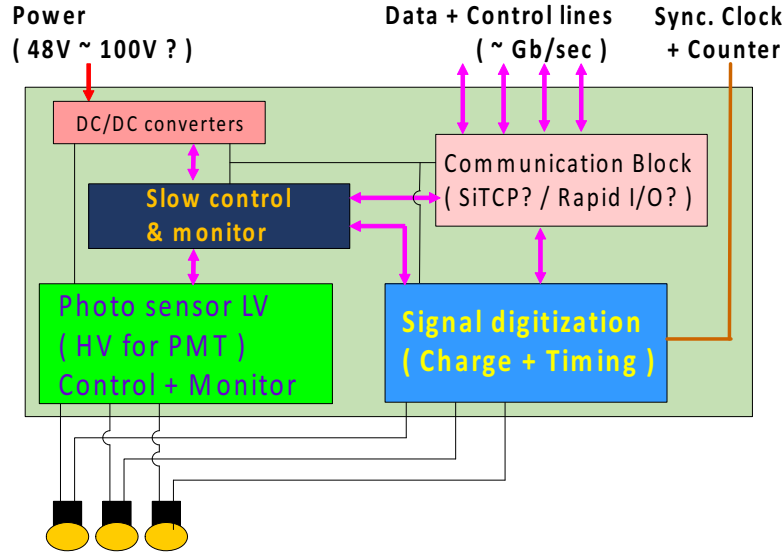 Power
( 48V ~ 100V ? )
Data + Control lines
( ~ Gb/sec )
Sync. Clock
+ Counter
DC/DC converters
Communication Block
( SiTCP? / Rapid I/O? )
Slow control
& monitor
Photo sensor LV
( HV for PMT )
Control + Monitor
Signal digitization
( Charge + Timing )